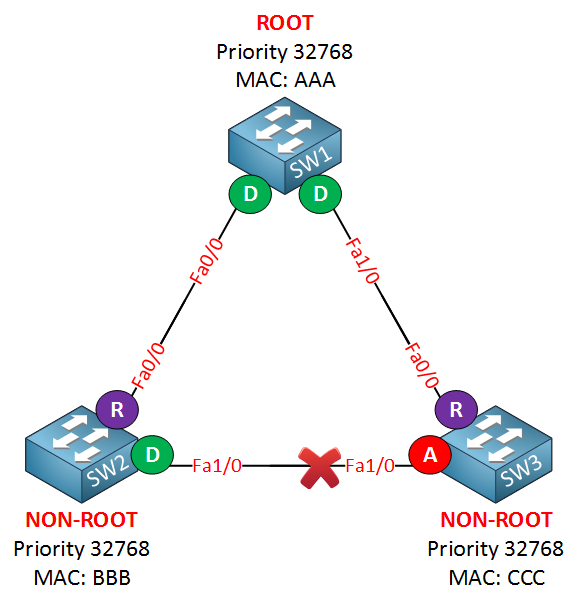 ROOT
Priority 32768
MAC: AAA
SW1
D
D
Fa0/0
Fa1/0
Fa0/0
Fa0/0
R
R
SW2
D
Fa1/0
Fa1/0
A
SW3
NON-ROOT
Priority 32768
MAC: BBB
NON-ROOT
Priority 32768
MAC: CCC